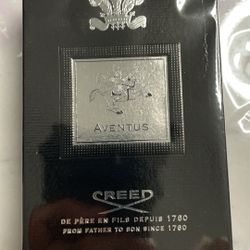 AVENTUS
CREED
DE PÈRE EN FILS DEPUIS 1760
FROM FATHER TO SON SINCE 1760